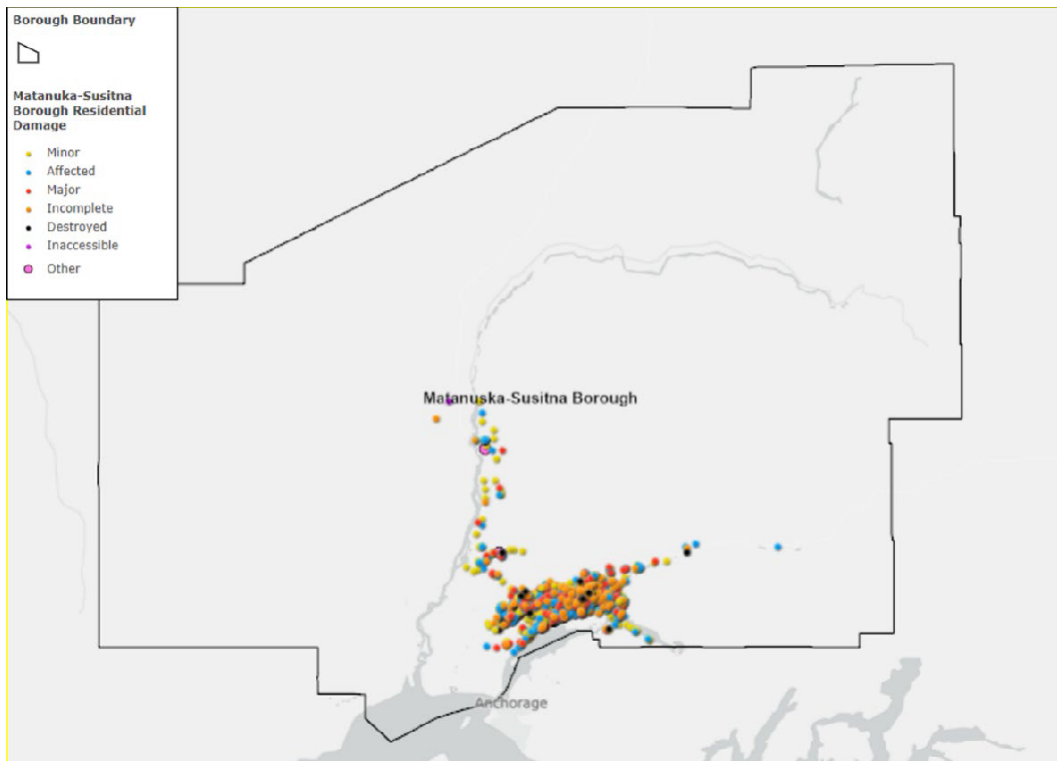 Borough Boundary
Matanuka-Susitna
Borough Residential
Damage
Minor
Affected
Major
Incomplete
Destroyed
Inaccessible
Other
Matanuska-Susitna Borough
Anchorage